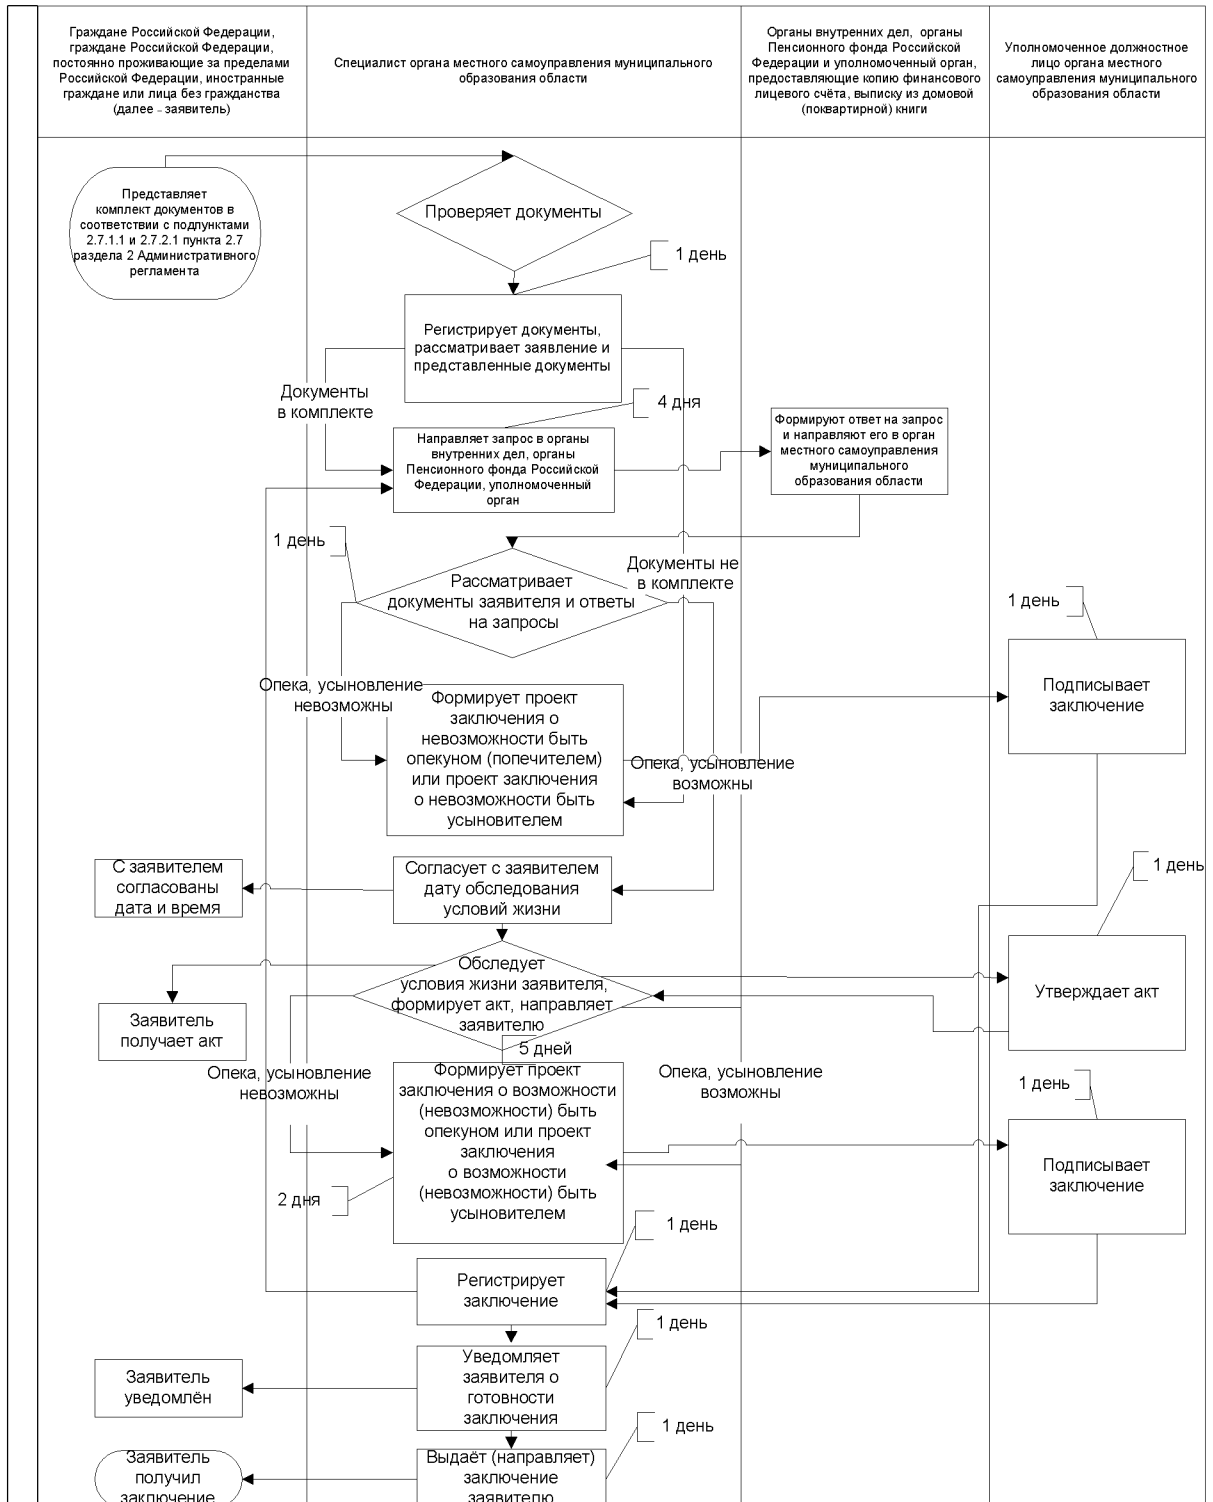 Граждане Российской Федерации,
граждане Российской Федерации,
постоянно проживающие за пределами
Российской Федерации, иностранные
граждане или лица без гражданства
(далее – заявитель)
Специалист органа местного самоуправления муниципального
образования области
Органы внутренних дел, органы
Пенсионного фонда Российской
Федерации и уполномоченный орган,
предоставляющие копию финансового
лицевого счёта, выписку из домовой
(поквартирной) книги
Уполномоченное должностное
лицо органа местного
самоуправления муниципального
образования области
Представляет
комплект документов в
соответствии с подпунктами
2.7.1.1 и 2.7.2.1 пункта 2.7
раздела 2 Административного
регламента
Проверяет документы
1 день
Регистрирует документы,
рассматривает заявление и
представленные документы
Документы
в комплекте
4 дня
Направляет запрос в органы
внутренних дел, органы
Пенсионного фонда Российской
Федерации, уполномоченный
орган
Формируют ответ на запрос
и направляют его в орган
местного самоуправления
муниципального
образования области
1 день
Документы не
в комплекте
Рассматривает
документы заявителя и ответы
на запросы
1 день
Подписывает
заключение
Опека, усыновление
невозможны
Формирует проект
заключения о
невозможности быть
опекуном (попечителем)
или проект заключения
о невозможности быть
усыновителем
Опека, усыновление
возможны
С заявителем
согласованы
дата и время
Согласует с заявителем
дату обследования
условий жизни
1 день
Обследует
условия жизни заявителя,
формирует акт, направляет
заявителю
Утверждает акт
Заявитель
получает акт
5 дней
Опека, усыновление
невозможны
Опека, усыновление
возможны
Формирует проект
заключения о возможности
(невозможности) быть
опекуном или проект
заключения
о возможности
(невозможности) быть
усыновителем
1 день
Подписывает
заключение
2 дня
1 день
Регистрирует
заключение
1 день
Заявитель
уведомлён
Уведомляет
заявителя о
готовности
заключения
1 день
Заявитель
получил
заключение
Выдаёт (направляет)
заключение
заявителю